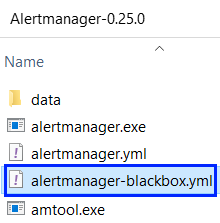 Alertmanager-0.25.0
Name
data
alertmanager.exe
alertmanager.yml
alertmanager-blackbox.yml
amtool.exe